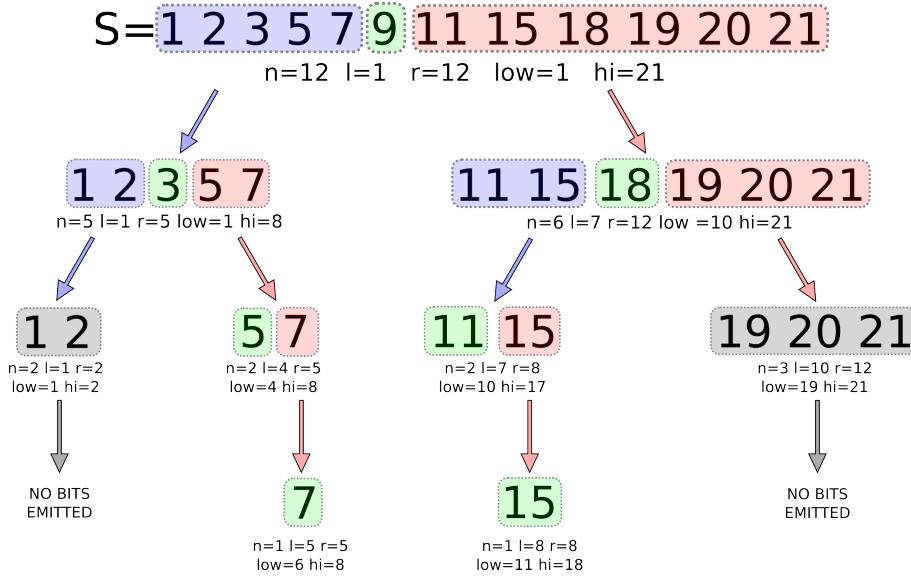 S=1 2 3 5 7 9 11 15 18 19 20 21
n=12 l=1 r=12 low=1 hi=21
1 2 3 5 7
11 15 18 19 20 21
n=5 l=1 r=5 low=1 hi=8
n=6 l=7 r=12 low =10 hi=21
1 2
5 7
11 15
19 20 21
n=2 l=1 r=2
low=1 hi=2
n=2 l=4 r=5
low=4 hi=8
n=2 l=7 r=8
low=10 hi=17
n=3 l=10 r=12
low=19 hi=21
NO BITS
EMITTED
7
15
NO BITS
EMITTED
n=1 l=5 r=5
low=6 hi=8
n=1 l=8 r=8
low=11 hi=18